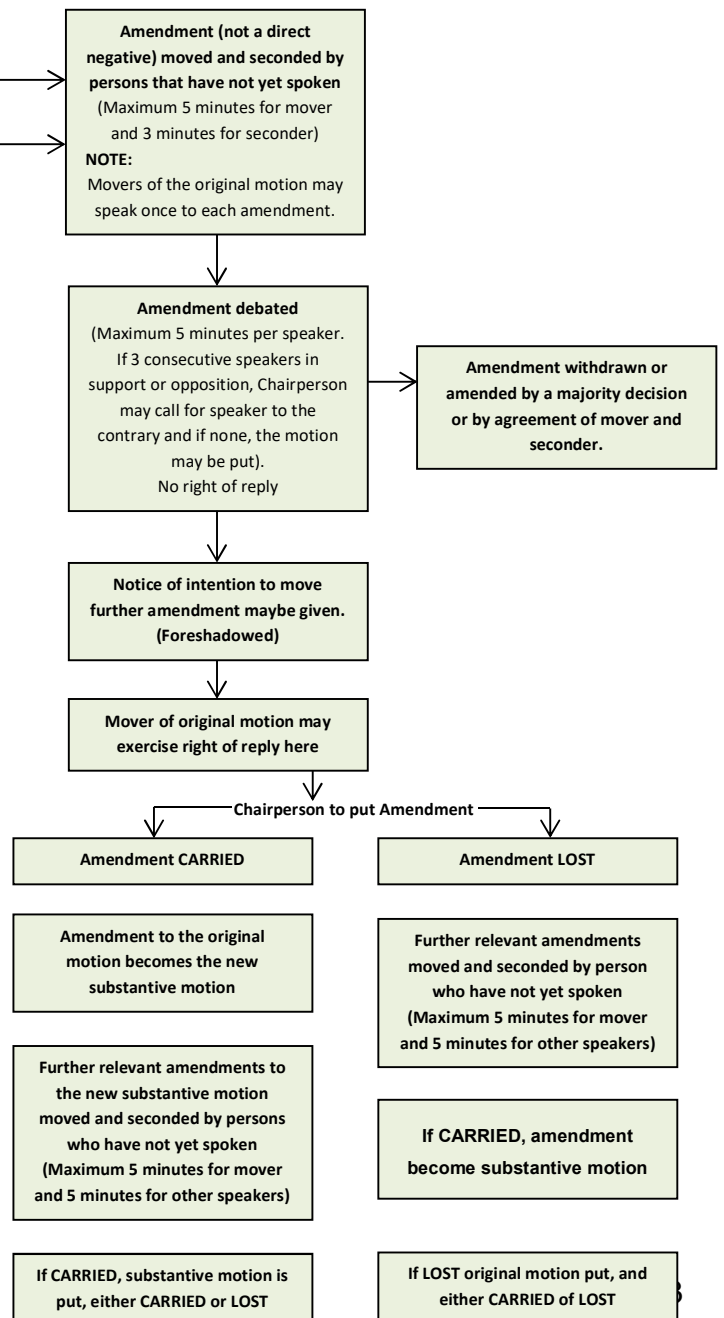 Amendment (not a direct
negative) moved and seconded by
persons that have not yet spoken
(Maximum 5 minutes for mover
and 3 minutes for seconder)
NOTE:
Movers of the original motion may
speak once to each amendment.
Amendment debated
(Maximum 5 minutes per speaker.
If 3 consecutive speakers in
support or opposition, Chairperson
may call for speaker to the
contrary and if none, the motion
may be put).
No right of reply
Amendment withdrawn or
amended by a majority decision
or by agreement of mover and
seconder.
Notice of intention to move
further amendment maybe given.
(Foreshadowed)
Mover of original motion may
exercise right of reply here
Chairperson to put Amendment
Amendment CARRIED
Amendment to the original
motion becomes the new
substantive motion
Further relevant amendments to
the new substantive motion
moved and seconded by persons
who have not yet spoken
(Maximum 5 minutes for mover
and 5 minutes for other speakers)
If CARRIED, substantive motion is
put, either CARRIED or LOST
Amendment LOST
Further relevant amendments
moved and seconded by person
who have not yet spoken
(Maximum 5 minutes for mover
and 5 minutes for other speakers)
If CARRIED, amendment
become substantive motion
If LOST original motion put, and
either CARRIED of LOST